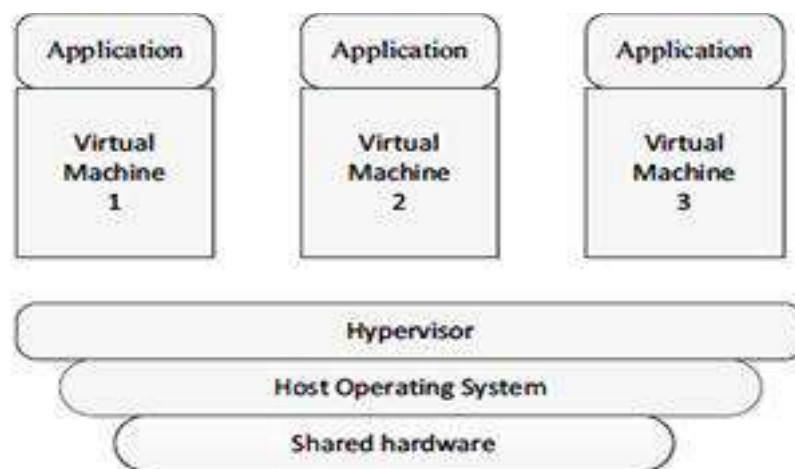 Application
Application
Application
Virtual
Machine
1
Virtual
Machine
2
Virtual
Machine
3
Hypervisor
Host Operating System
Shared hardware